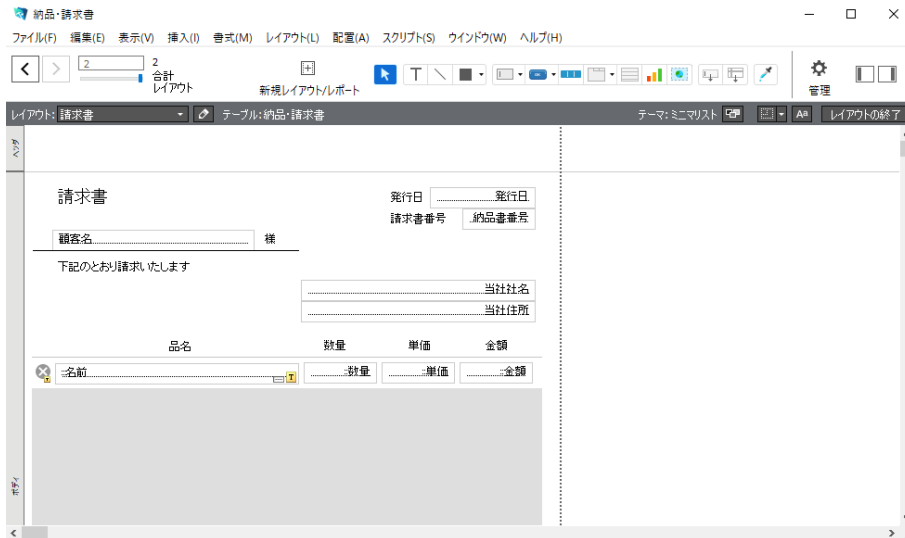 納品・請求書
ファイル(F) 編集(E) 表示(V) 挿入(I) 書式(M) レイアウト(L) 配置(A) スクリプト(S) ウインドウ(W) ヘルプ(H)
2
2
合計
レイアウト
新規レイアウト/レポート
T
管理
レイアウト: 請求書 テーブル:納品・請求書 テーマ: ミニマリスト Aa レイアウトの終了
ヘッダ
請求書 発行日 発行日
請求書番号 納品書番号
顧客名 様
下記のとおり請求いたします
当社社名
当社住所
品名 数量 単価 金額
::名前 T ::数量 ::単価 ::金額
ボディ